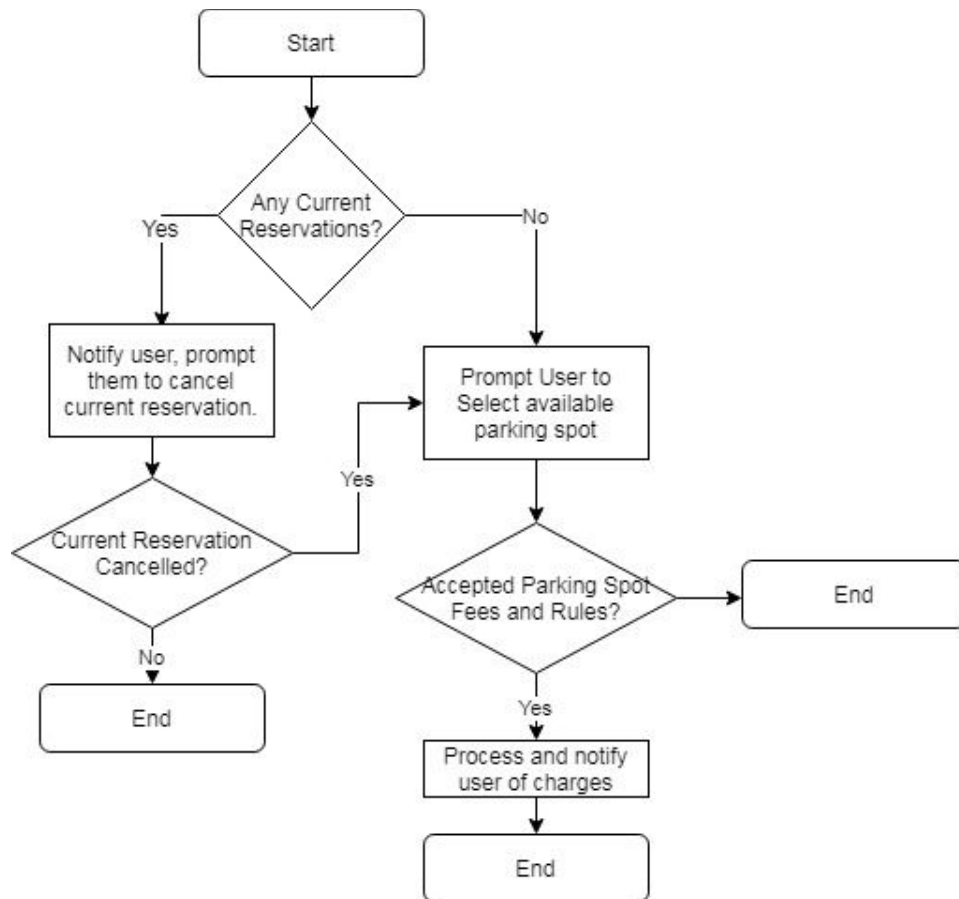 Start
Any Current
Reservations?
Yes
No
Notify user, prompt
them to cancel
current reservation.
Prompt User to
Select available
parking spot
Yes
Current Reservation
Cancelled?
Accepted Parking Spot
Fees and Rules?
End
No
End
Yes
Process and notify
user of charges
End